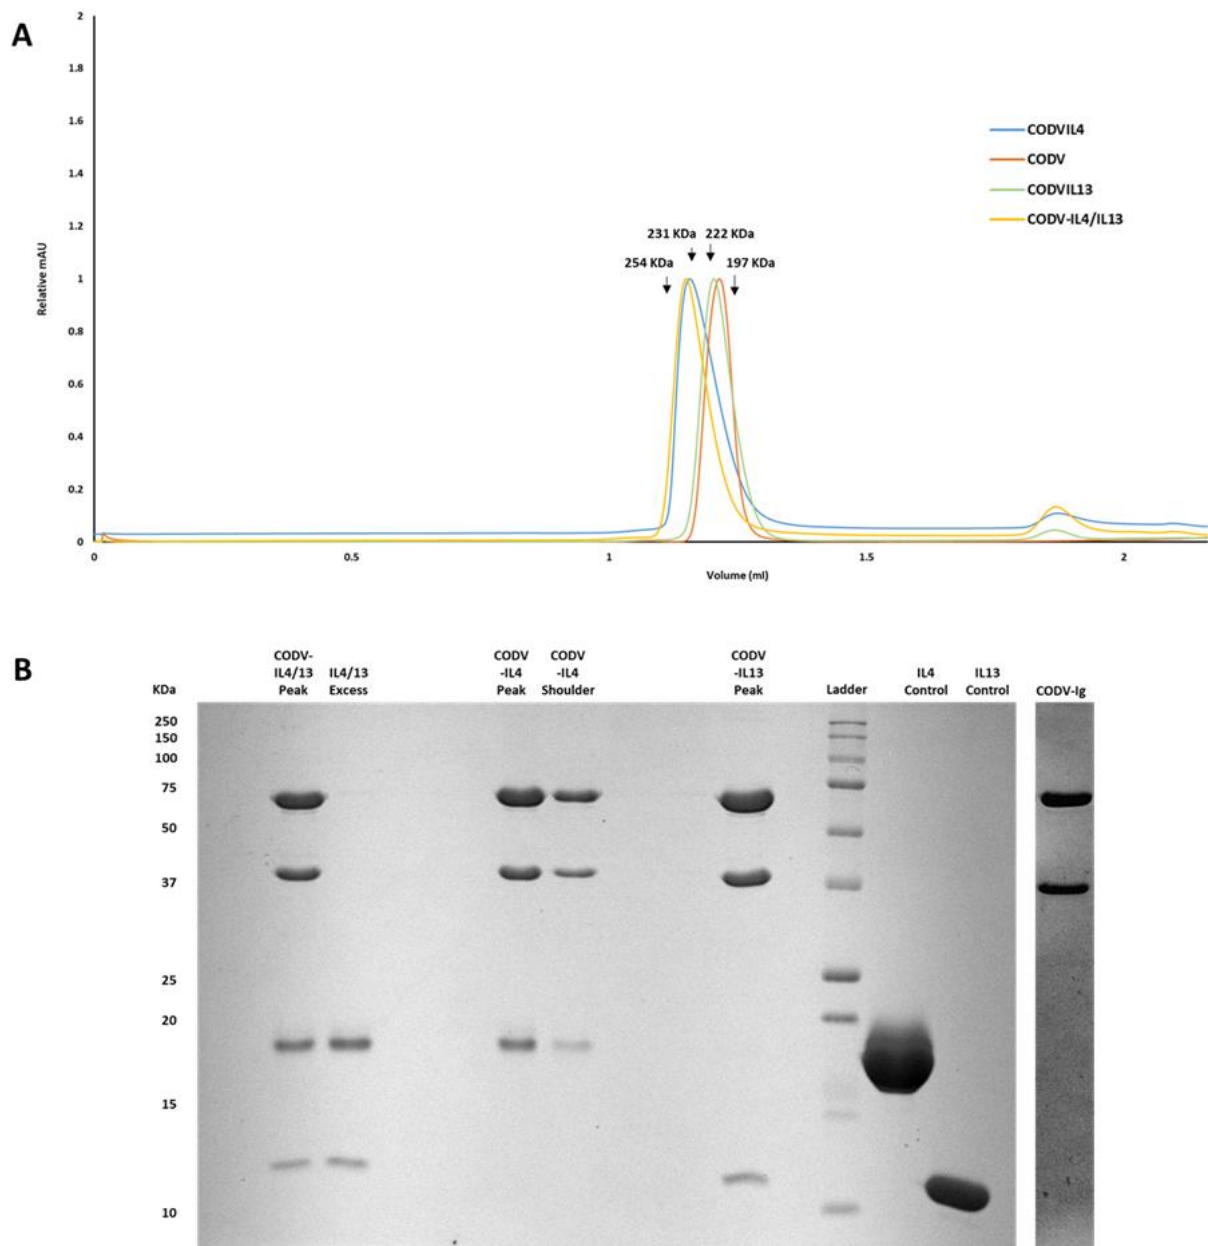 A
2
1.8
1.6
1.4
1.2
1
0.8
0.6
0.4
0.2
0
Relative mAU
CODVIL4
CODV
CODVIL13
CODV-IL4/IL13
231 KDa
222 KDa
254 KDa
197 KDa
0
0.5
1
1.5
2
Volume (ml)
B
KDa
CODV-
IL4/13
Peak
IL4/13
Excess
CODV
-IL4
Peak
CODV
-IL4
Shoulder
CODV
-IL13
Peak
Ladder
IL4
Control
IL13
Control
CODV-Ig
250
150
100
75
50
37
25
20
15
10